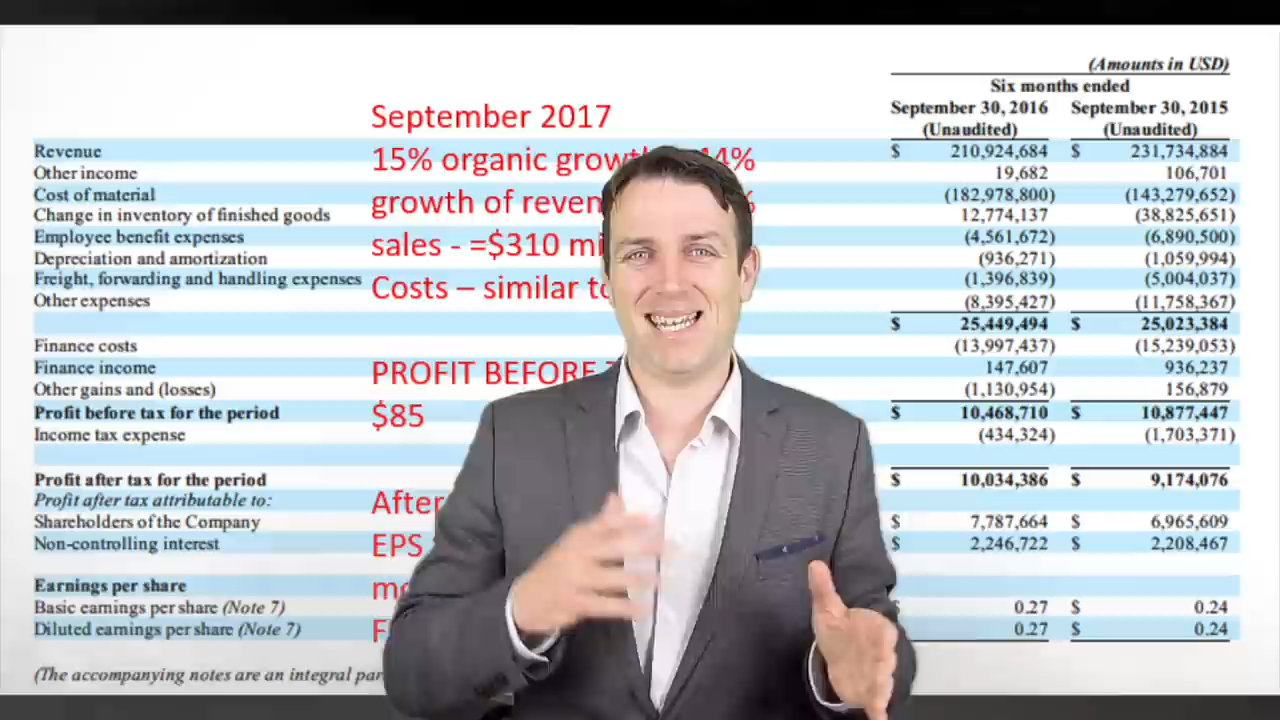 (Amounts in USD)
Six months ended
September 30, 2016 September 30, 2015
(Unaudited) (Unaudited)
Revenue $ 210,924,684 $ 231,734,884
Other income 19,682 106,701
Cost of material (182,978,800) (143,279,652)
Change in inventory of finished goods 12,774,137 (38,825,651)
Employee benefit expenses (4,561,672) (6,890,500)
Depreciation and amortization (936,271) (1,059,994)
Freight, forwarding and handling expenses (1,396,839) (5,004,037)
Other expenses (8,395,427) (11,758,367)
$ 25,449,494 $ 25,023,384
Finance costs (13,997,437) (15,239,053)
Finance income 147,607 936,237
Other gains and (losses) (1,130,954) 156,879
Profit before tax for the period $ 10,468,710 $ 10,877,447
Income tax expense (434,324) (1,703,371)
Profit after tax for the period $ 10,034,386 $ 9,174,076
Profit after tax attributable to:
Shareholders of the Company $ 7,787,664 $ 6,965,609
Non-controlling interest $ 2,246,722 $ 2,208,467
Earnings per share
Basic earnings per share (Note 7) $ 0.27 $ 0.24
Diluted earnings per share (Note 7) 0.27 $ 0.24
(The accompanying notes are an integral
September 2017
15% organic 44%
growth of
sales - =$310
Costs – similar
PROFIT BEFORE
$85
EPS